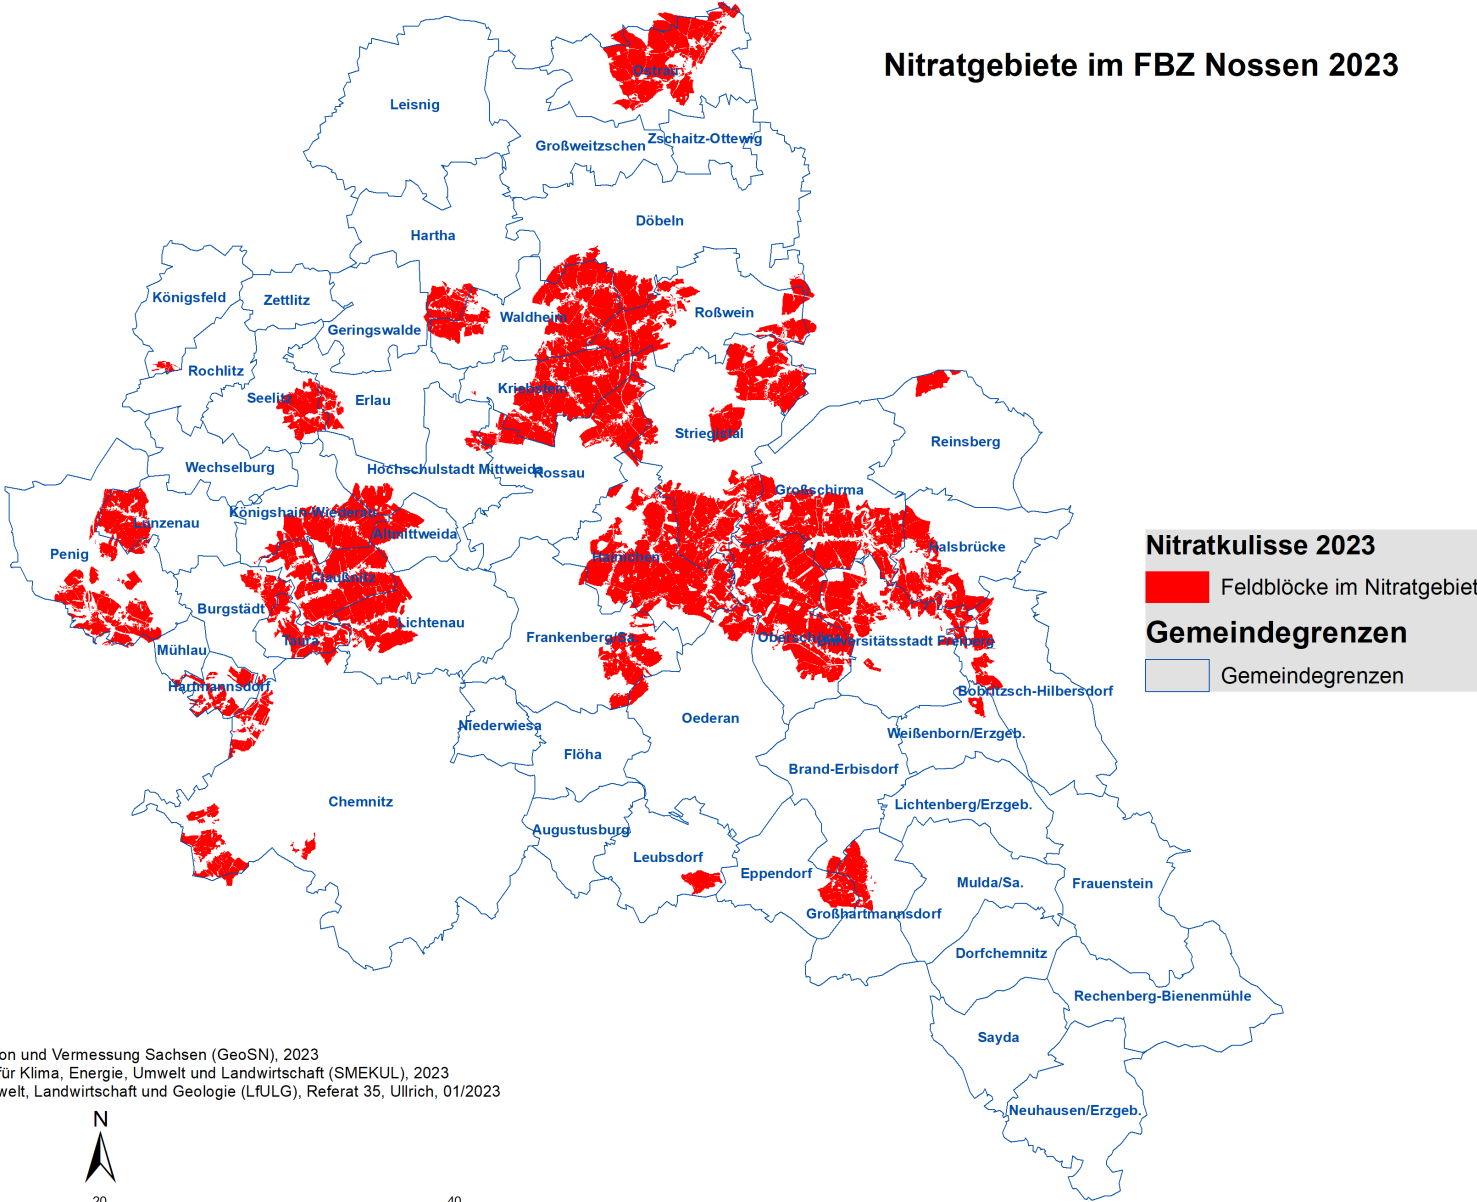 Nitratgebiete im FBZ Nossen 2023
Ostrau
Leisnig
Großweitzschen
Zschaitz-Ottewig
Döbeln
Hartha
Königsfeld
Zettlitz
Geringswalde
Waldheim
Roßwein
Rochlitz
Seelitz
Erlau
Kriebstein
Striegistal
Reinsberg
Wechselburg
Hochschulstadt Mittweida
Rossau
Großschirma
Königshain-Wiederau
Lunzenau
Altmittweida
Penig
Hainichen
Halsbrücke
Claußnitz
Burgstädt
Lichtenau
Taura
Frankenberg/Sa.
Oberschöna
Universitätsstadt Freiberg
Mühlau
Hartmannsdorf
Bobritzsch-Hilbersdorf
Niederwiesa
Oederan
Weißenborn/Erzgeb.
Flöha
Brand-Erbisdorf
Chemnitz
Lichtenberg/Erzgeb.
Augustusburg
Leubsdorf
Eppendorf
Mulda/Sa.
Frauenstein
Großhartmannsdorf
Dorfchemnitz
Rechenberg-Bienenmühle
Sayda
Neuhausen/Erzgeb.
Nitratkulisse 2023
Feldblöcke im Nitratgebiet
Gemeindegrenzen
Gemeindegrenzen
on und Vermessung Sachsen (GeoSN), 2023
für Klima, Energie, Umwelt und Landwirtschaft (SMEKUL), 2023
welt, Landwirtschaft und Geologie (LfULG), Referat 35, Ullrich, 01/2023
N
20 40